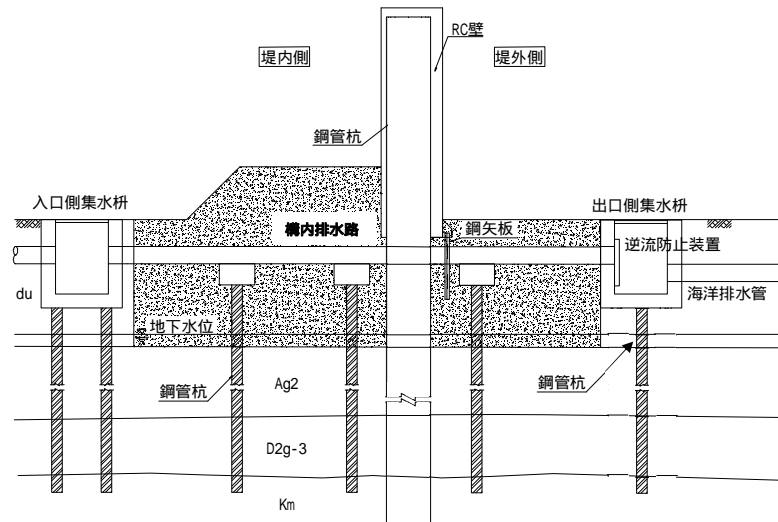 RC壁
堤内側
堤外側
鋼管杭
入口側集水枡
出口側集水枡
構内排水路
鋼矢板
逆流防止装置
du
海洋排水管
地下水位
鋼管杭
Ag2
鋼管杭
D2g-3
Km